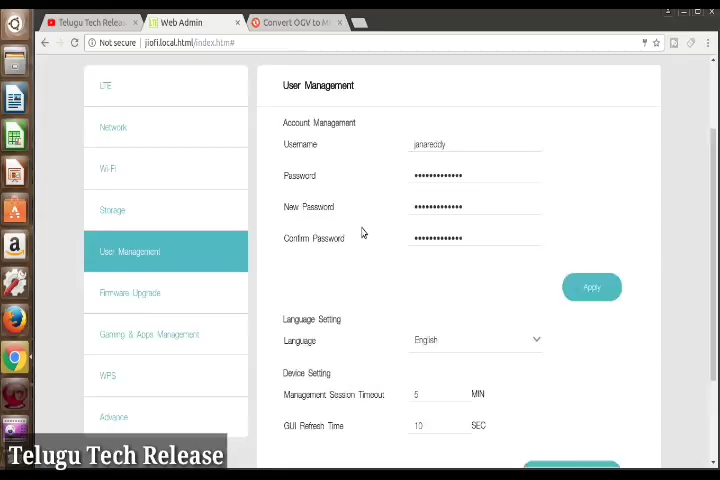 Telugu Tech Releas
Web Admin
Convert OGV to M
Not secure
jiofi.local.html/index.htm#
LTE
Network
Wi-Fi
Storage
User Management
Firmware Upgrade
Gaming & Apps Management
WPS
Advance
User Management
Account Management
Username janareddy
Password •••••••••••••
New Password •••••••••••••
Confirm Password •••••••••••••
Apply
Language Setting
Language English
Device Setting
Management Session Timeout 5 MIN
GUI Refresh Time 10 SEC
Telugu Tech Release